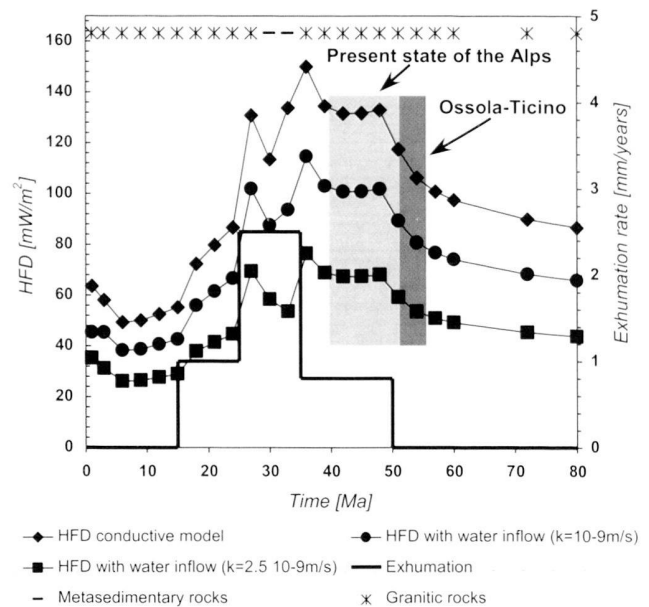 160
140
120
100
80
60
40
20
0
HFD [mW/m²]
Present state of the Alps
Ossola-Ticino
5
4
3
2
1
0
Exhumation rate [mm/years]
0 10 20 30 40 50 60 70 80
Time [Ma]
HFD conductive model
HFD with water inflow (k=10-9m/s)
HFD with water inflow (k=2.5 10-9m/s)
Exhumation
Metasedimentary rocks
Granitic rocks